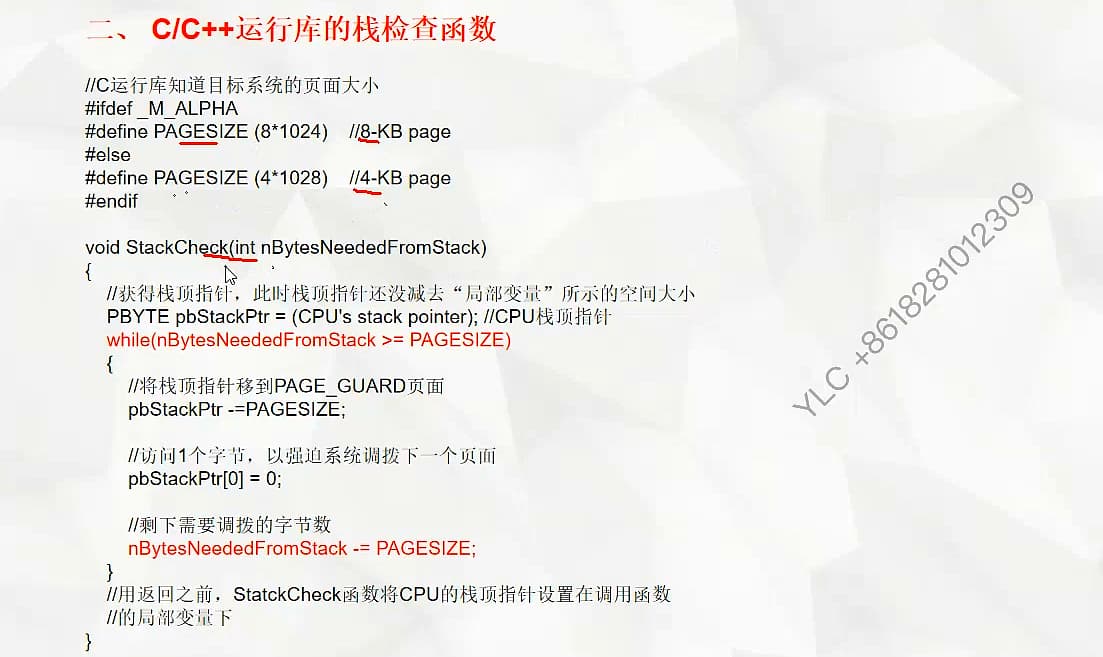 二、 C/C++运行库的栈检查函数
//C运行库知道目标系统的页面大小
#ifdef _M_ALPHA
#define PAGESIZE (8*1024) //8-KB page
#else
#define PAGESIZE (4*1028) //4-KB page
#endif
void StackCheck(int nBytesNeededFromStack)
{
//获得栈顶指针，此时栈顶指针还没减去“局部变量”所示的空间大小
PBYTE pbStackPtr = (CPU's stack pointer); //CPU栈顶指针
while(nBytesNeededFromStack >= PAGESIZE)
{
//将栈顶指针移到PAGE_GUARD页面
pbStackPtr -=PAGESIZE;
//访问1个字节，以强迫系统调拨下一个页面
pbStackPtr[0] = 0;
//剩下需要调拨的字节数
nBytesNeededFromStack -= PAGESIZE;
}
//用返回之前，StatckCheck函数将CPU的栈顶指针设置在调用函数
//的局部变量下
}
YLC +8618281012309